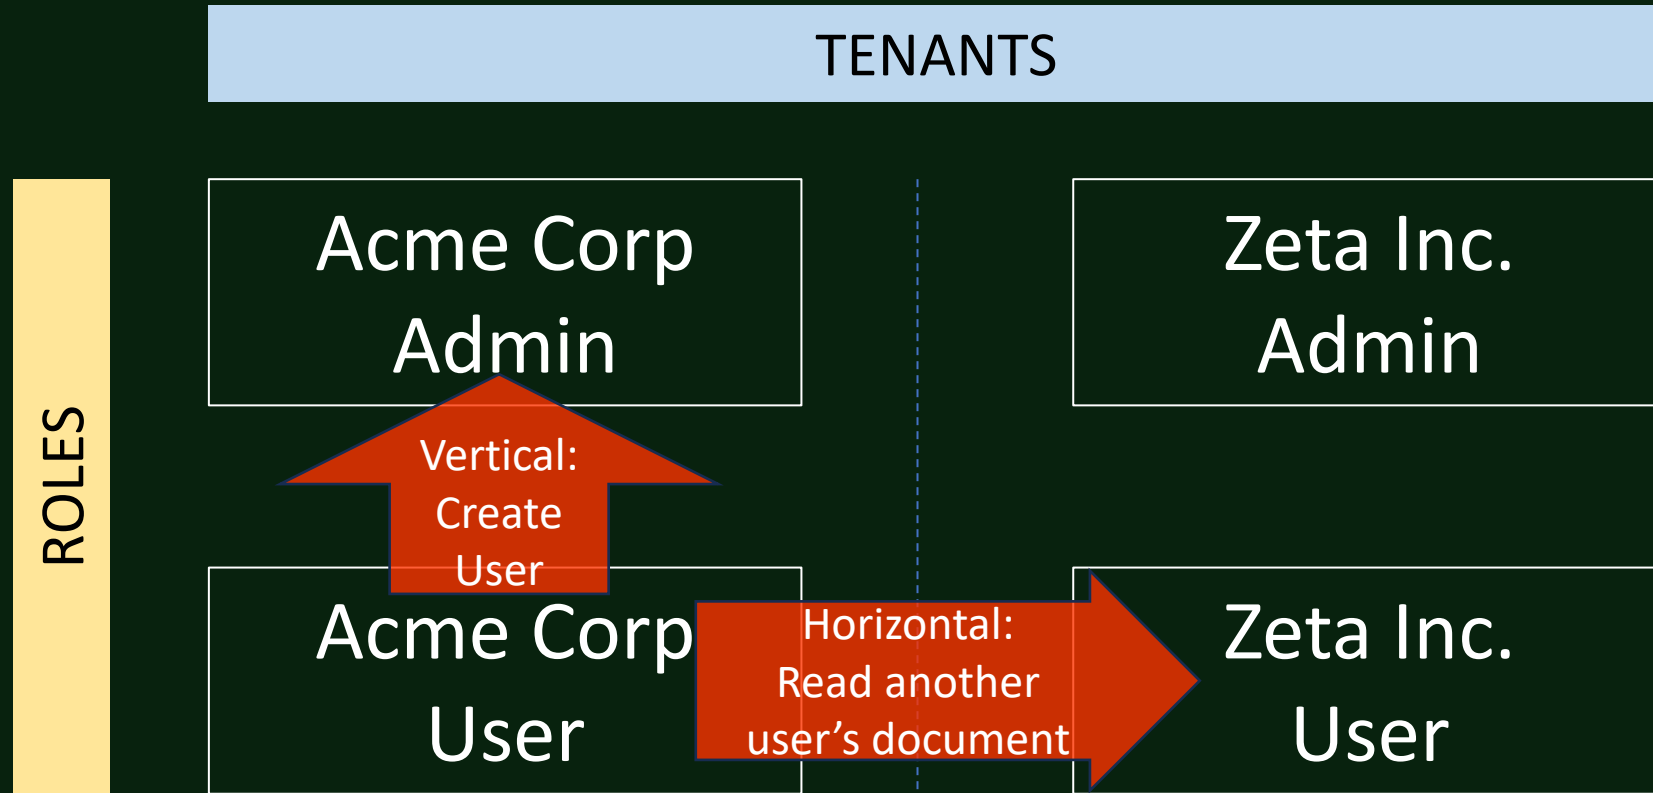 TENANTS
ROLES
Acme Corp
Admin
Zeta Inc.
Admin
Vertical:
Create
User
Acme Corp
User
Horizontal:
Read another
user’s document
Zeta Inc.
User